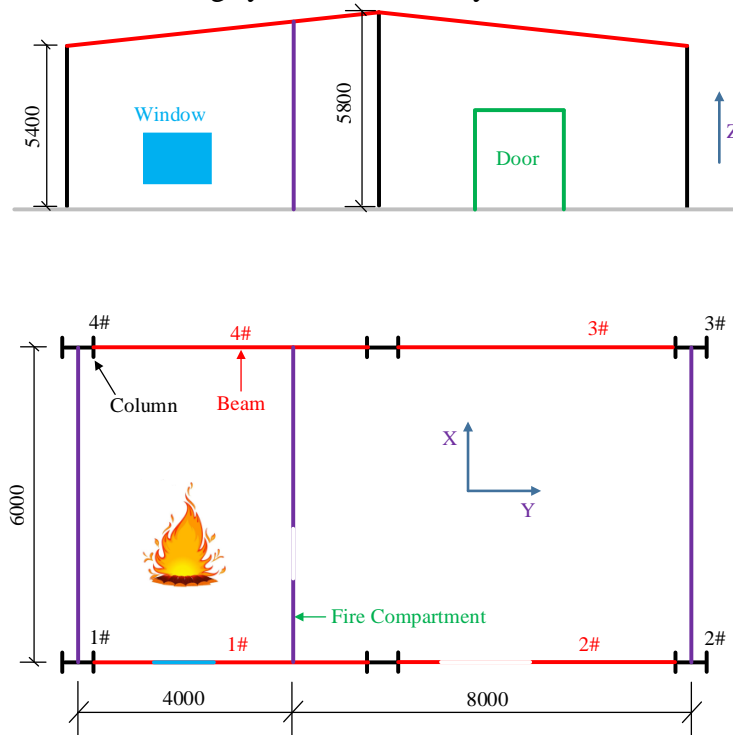 5400
Window
5800
Door
Z
4#
4#
3#
3#
Column
Beam
X
Y
6000
Fire Compartment
1#
1#
2#
2#
4000
8000